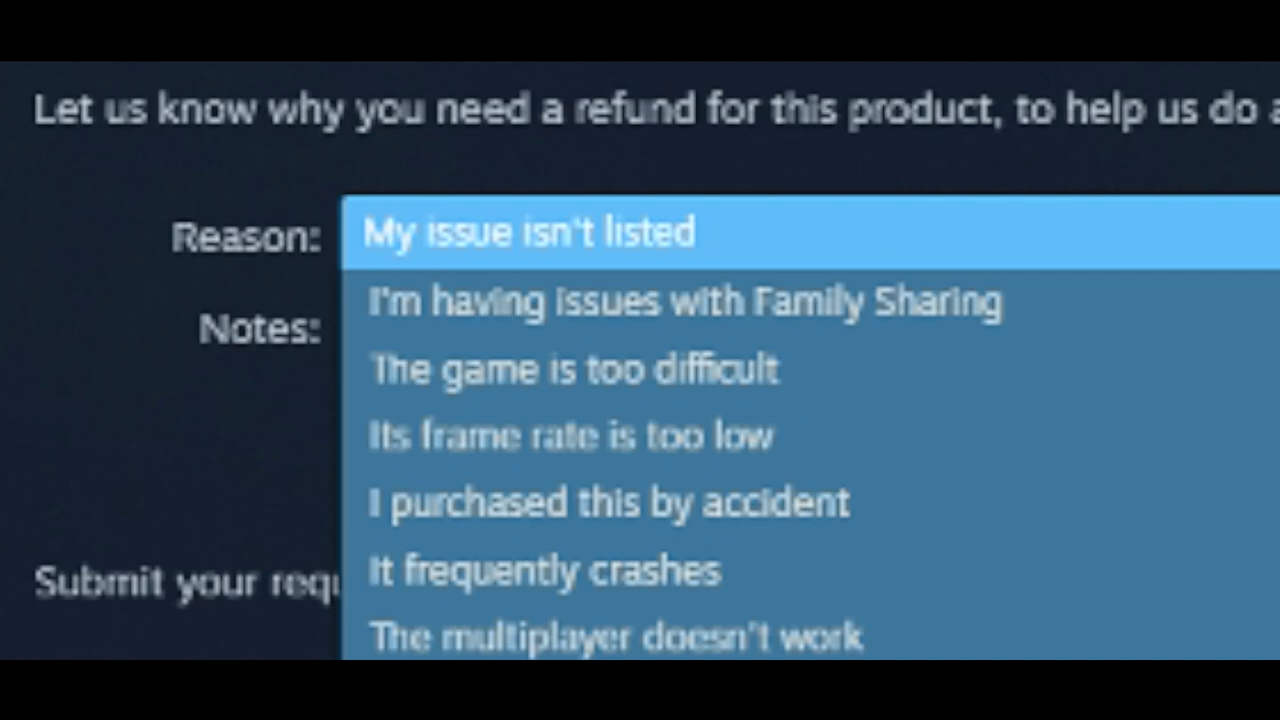 Let us know why you need a refund for this product, to help us do a
Reason:
My issue isn't listed
I'm having issues with Family Sharing
Notes:
The game is too difficult
Its frame rate is too low
I purchased this by accident
It frequently crashes
Submit your requ
The multiplayer doesn't work